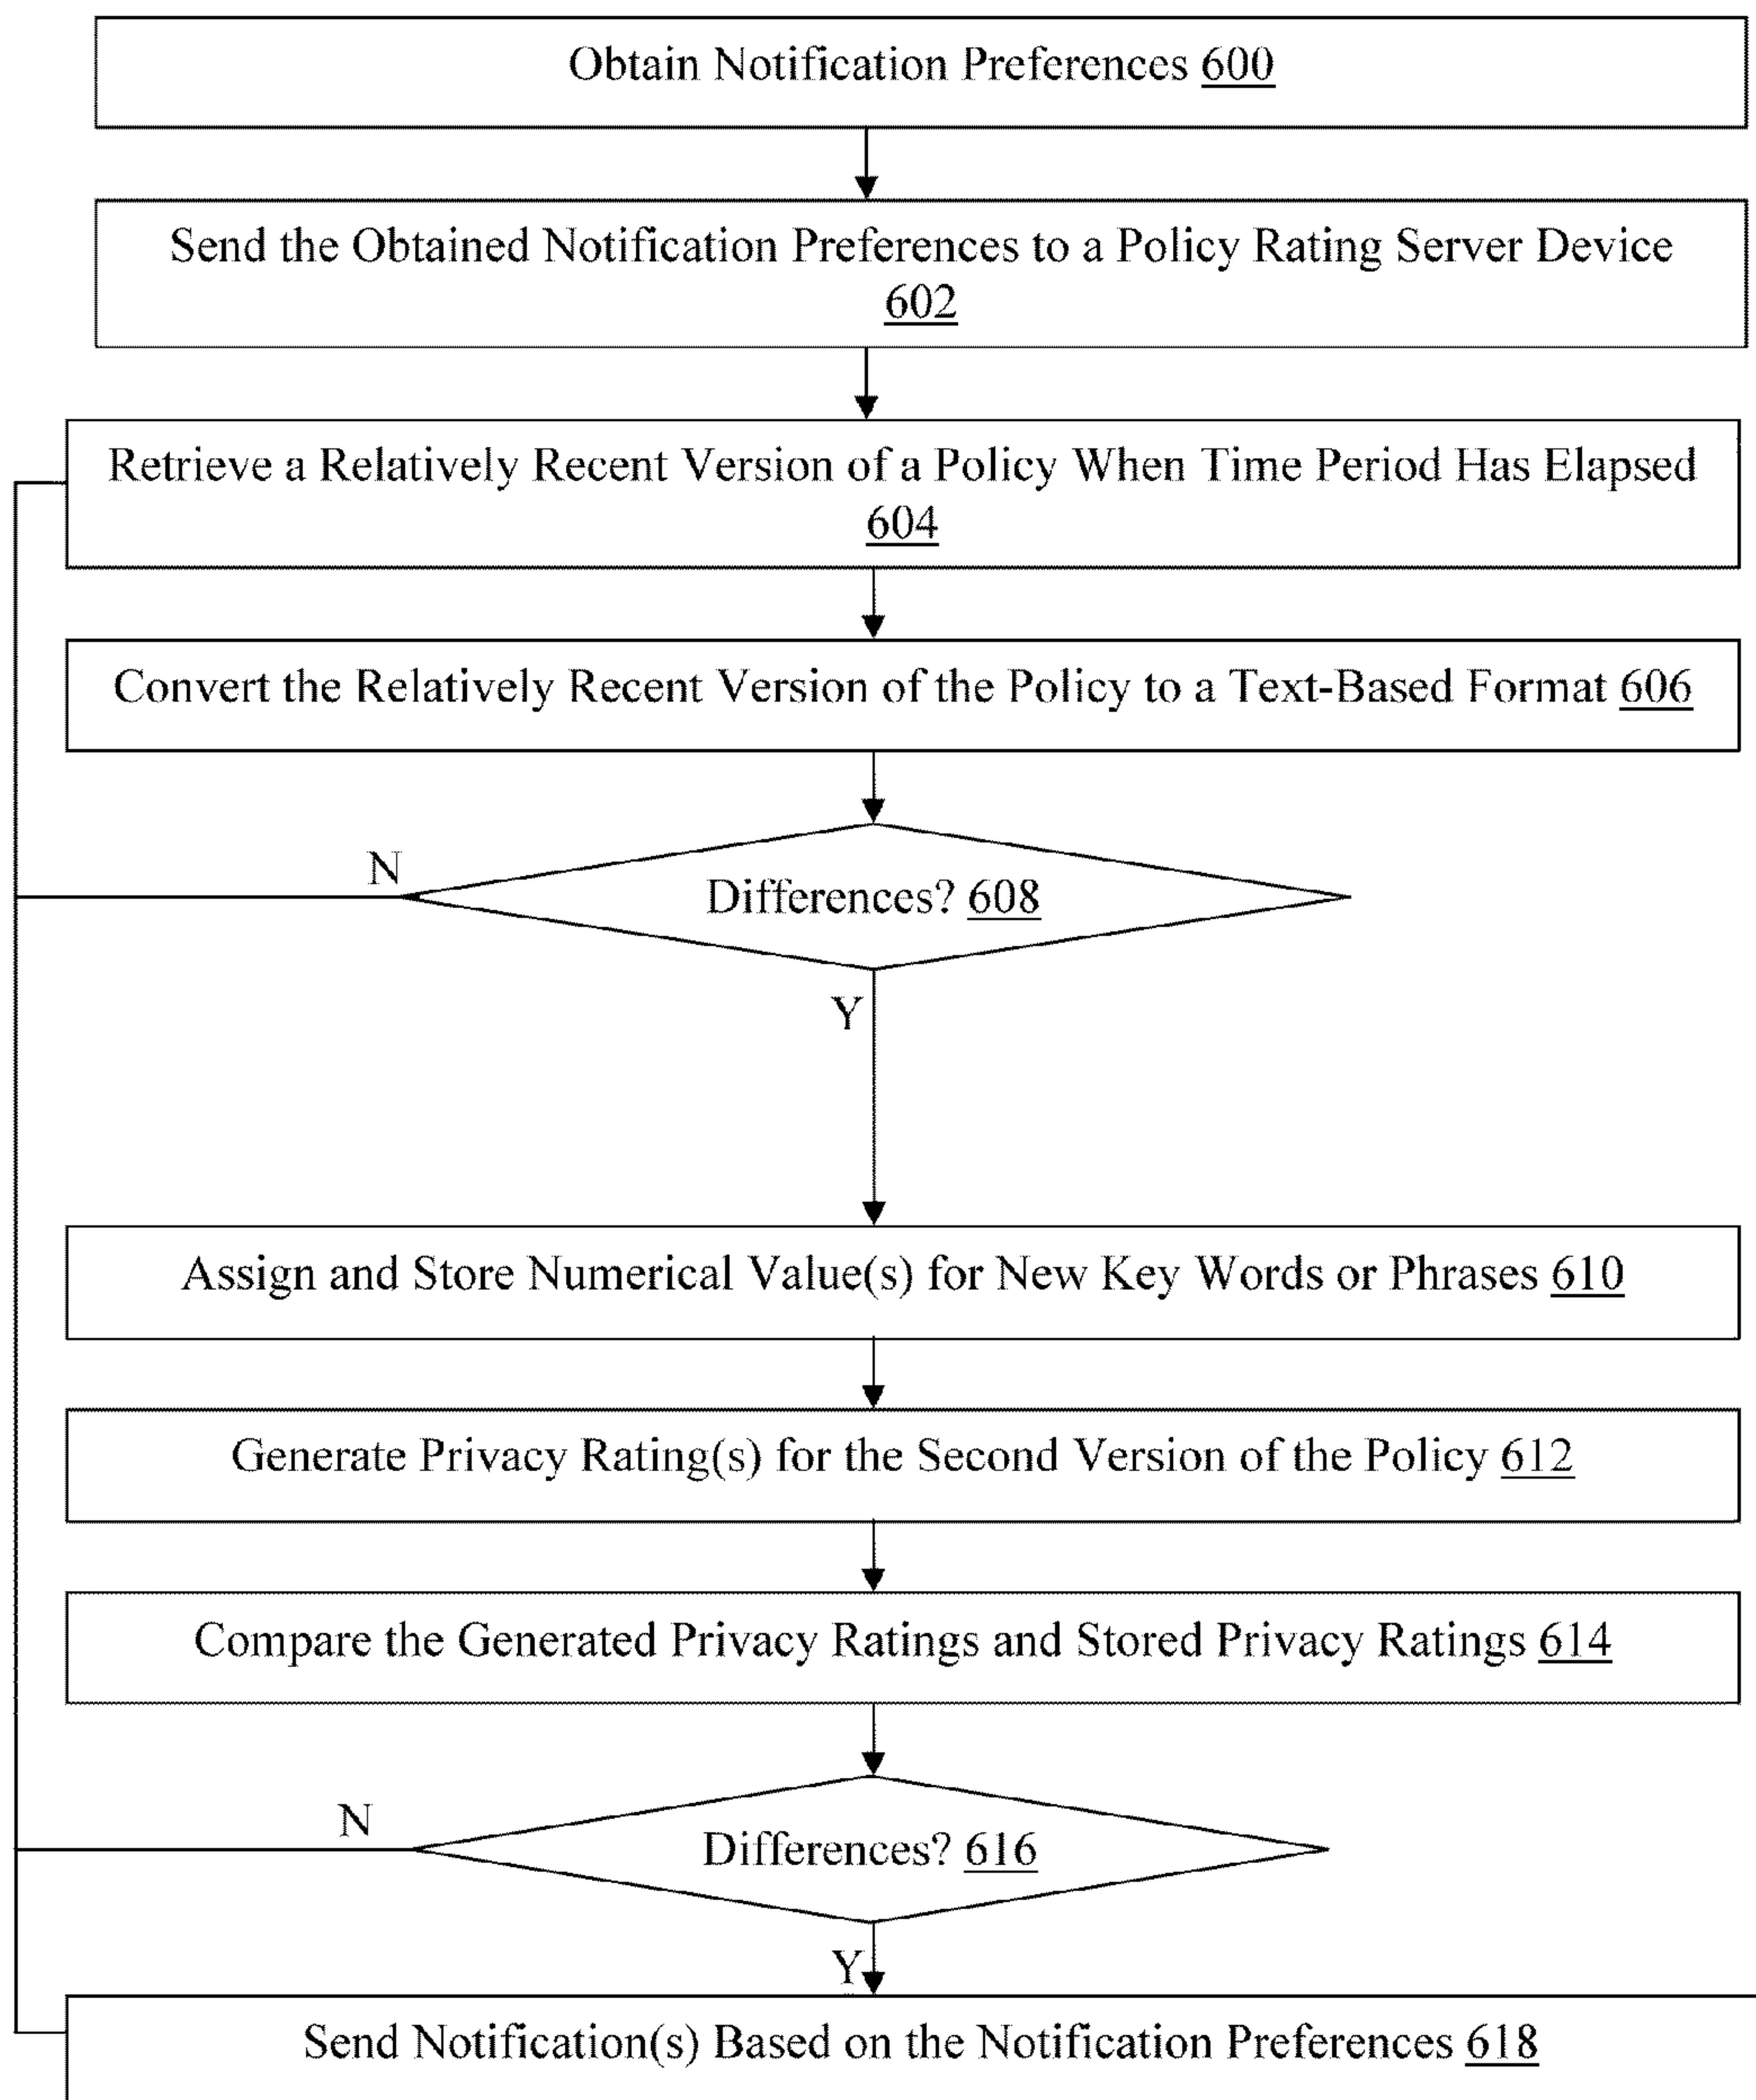 Obtain Notification Preferences 600
Send the Obtained Notification Preferences to a Policy Rating Server Device
602
Retrieve a Relatively Recent Version of a Policy When Time Period Has Elapsed
604
Convert the Relatively Recent Version of the Policy to a Text-Based Format 606
N
Differences? 608
Y
Assign and Store Numerical Value(s) for New Key Words or Phrases 610
Generate Privacy Rating(s) for the Second Version of the Policy 612
Compare the Generated Privacy Ratings and Stored Privacy Ratings 614
N
Differences? 616
Y
Send Notification(s) Based on the Notification Preferences 618